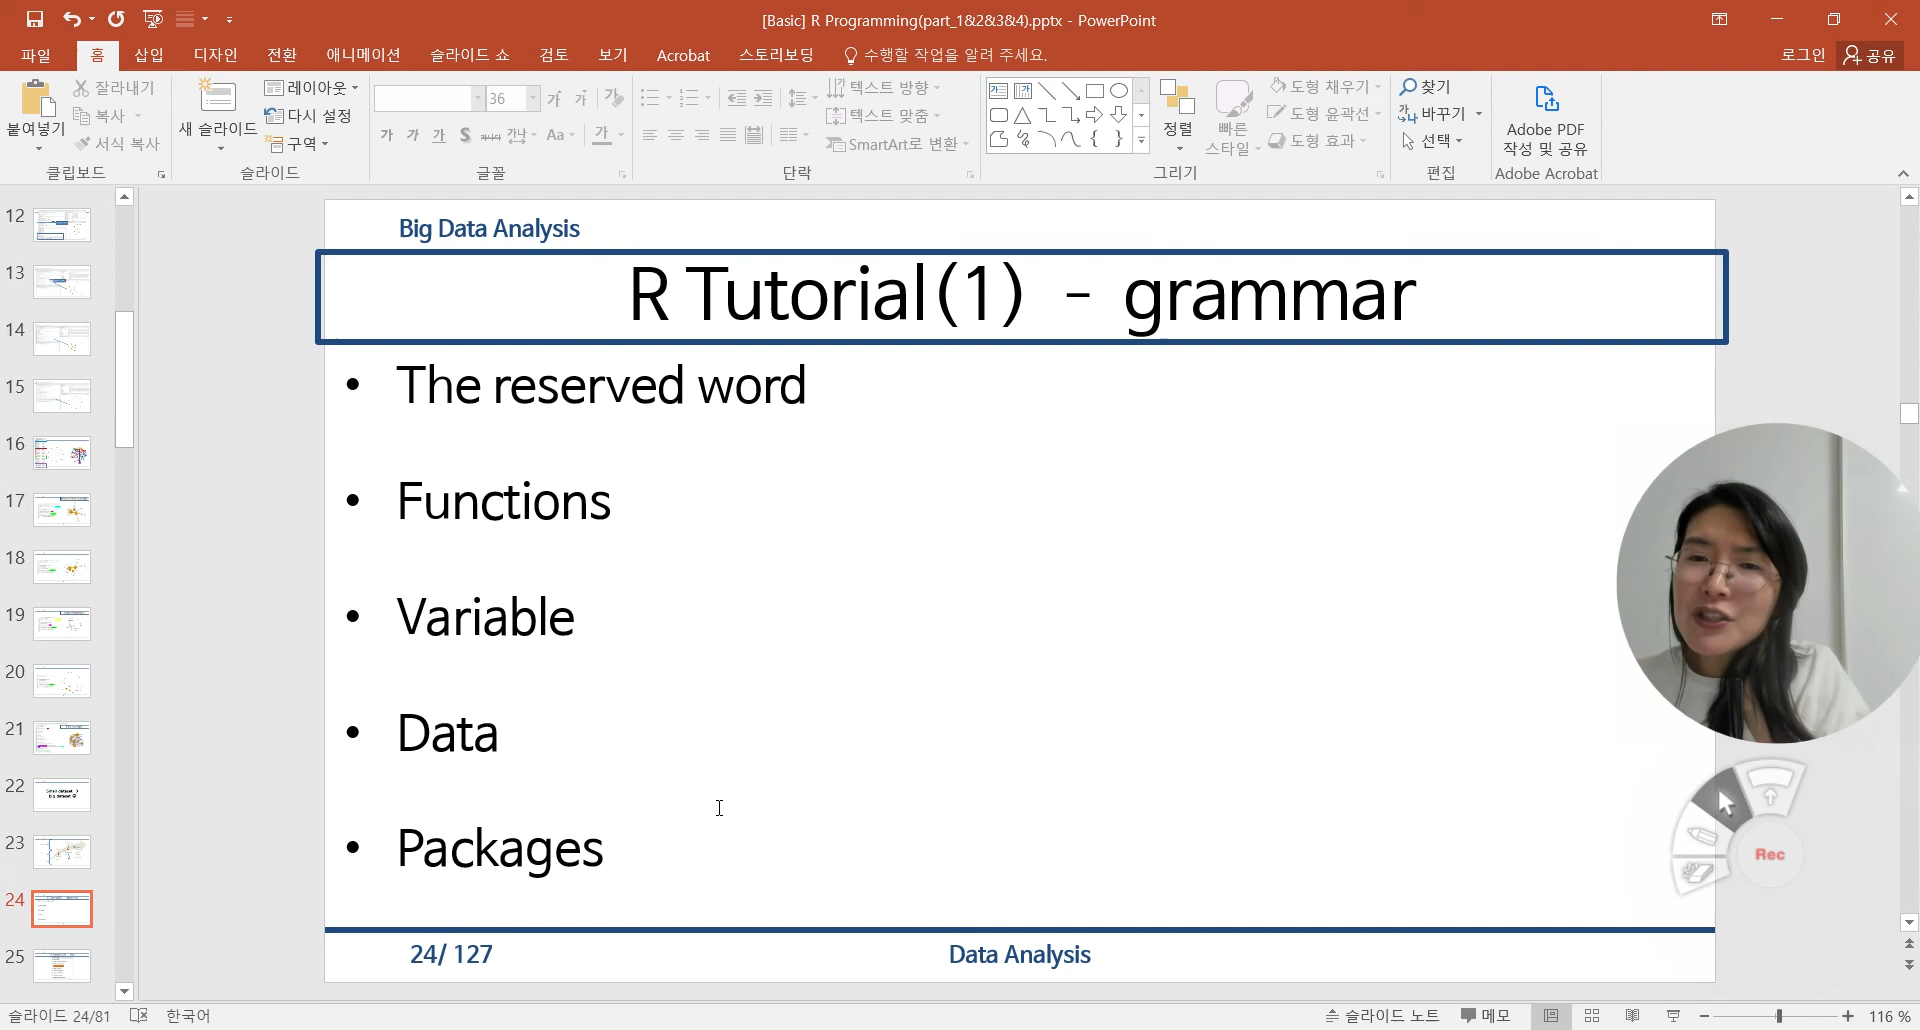 [Basic] R Programming(part_1&2&3&4).pptx - PowerPoint
파일 홈 삽입 디자인 전환 애니메이션 슬라이드 쇼 검토 보기 Acrobat 스토리보딩 수행할 작업을 알려 주세요. 로그인 공유
붙여넣기 잘라내기 복사 서식 복사 클립보드
새 슬라이드 레이아웃 다시 설정 구역 슬라이드
36 가 가 가 가 가 S 가나다 간 Aa 가 글꼴
텍스트 방향 텍스트 맞춤 SmartArt로 변환 단락
정렬 빠른 스타일 도형 채우기 도형 윤곽선 도형 효과 그리기
찾기 바꾸기 선택 편집
Adobe PDF 작성 및 공유 Adobe Acrobat
12
13
14
15
16
17
18
19
20
21
22
23
24
25
Big Data Analysis
R Tutorial(1) - grammar
• The reserved word
• Functions
• Variable
• Data
• Packages
Rec
24/ 127 Data Analysis
슬라이드 24/81 한국어 슬라이드 노트 메모 116 %